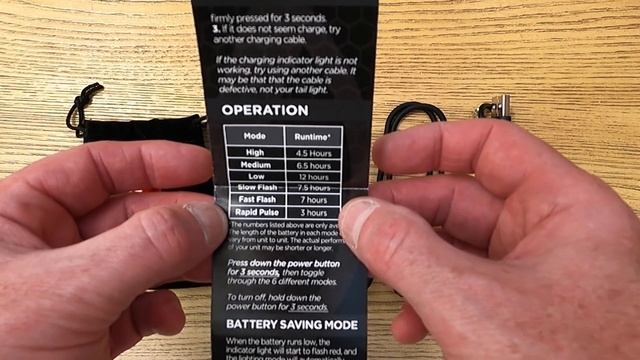 firmly pressed for 3 seconds.
3. If it does not seem charge, try
another charging cable.
If the charging indicator light is not
working, try using another cable. It
may be that that the cable is
defective, not your tail light.
OPERATION
Mode Runtime*
High 4.5 Hours
Medium 6.5 hours
Low 12 hours
Slow Flash 7.5 hours
Fast Flash 7 hours
Rapid Pulse 3 hours
The numbers listed above are only
The length of the battery in each mode
vary from unit to unit. The actual
of your unit may be shorter or longer.
Press down the power button
for 3 seconds, then toggle
through the 6 different modes.
To turn off, hold down the
power button for 3 seconds.
BATTERY SAVING MODE
When the battery runs low, the
indicator light will start to flash red, and
the lighting mode will automatically